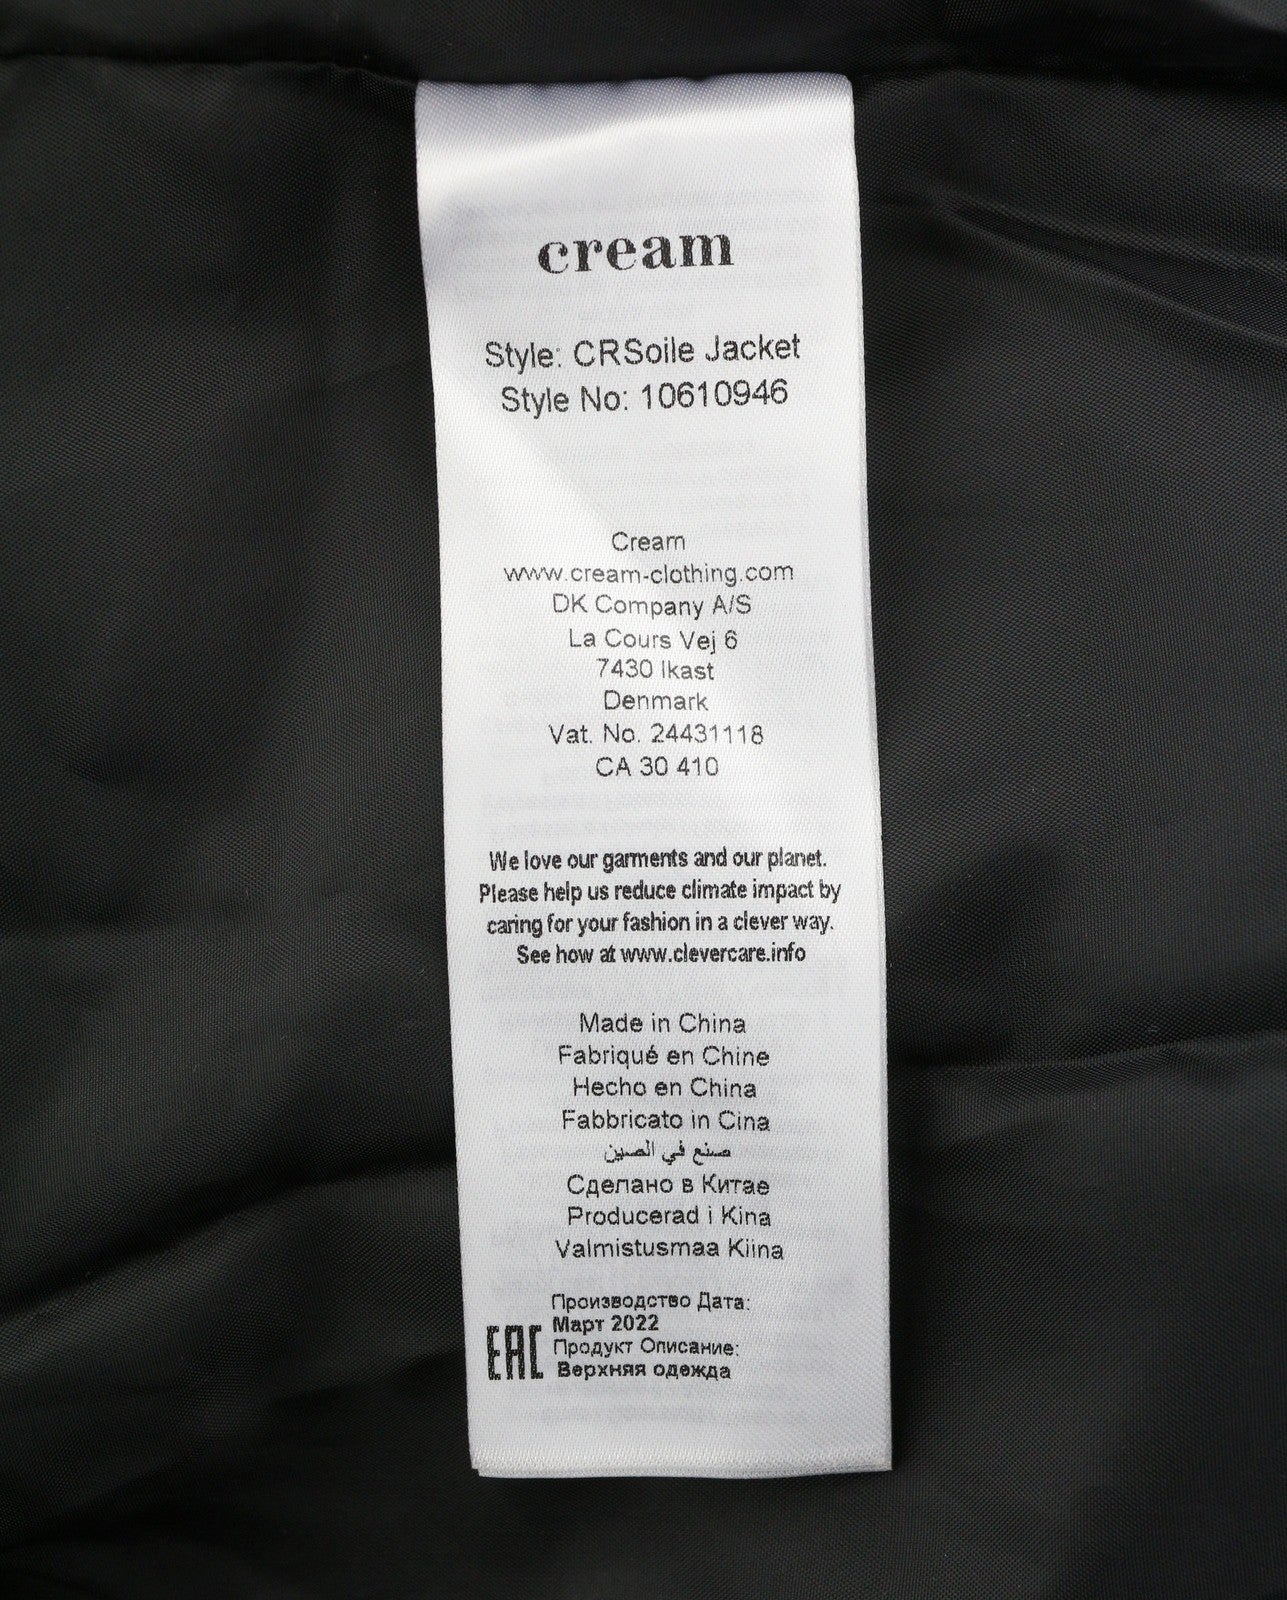 cream
Style: CRSoile Jacket
Style No: 10610946
Cream
www.cream-clothing.com
DK Company A/S
La Cours Vej 6
7430 Ikast
Denmark
Vat. No. 24431118
CA 30 410
We love our garments and our planet.
Please help us reduce climate impact by
caring for your fashion in a clever way.
See how at www.clevercare.info
Made in China
Fabriqué en Chine
Hecho en China
Fabbricato in Cina
صنع في الصين
Сделано в Китае
Producerad i Kina
Valmistusmaa Kiina
Производство Дата:
Март 2022
EAC Продукт Описание:
Верхняя одежда